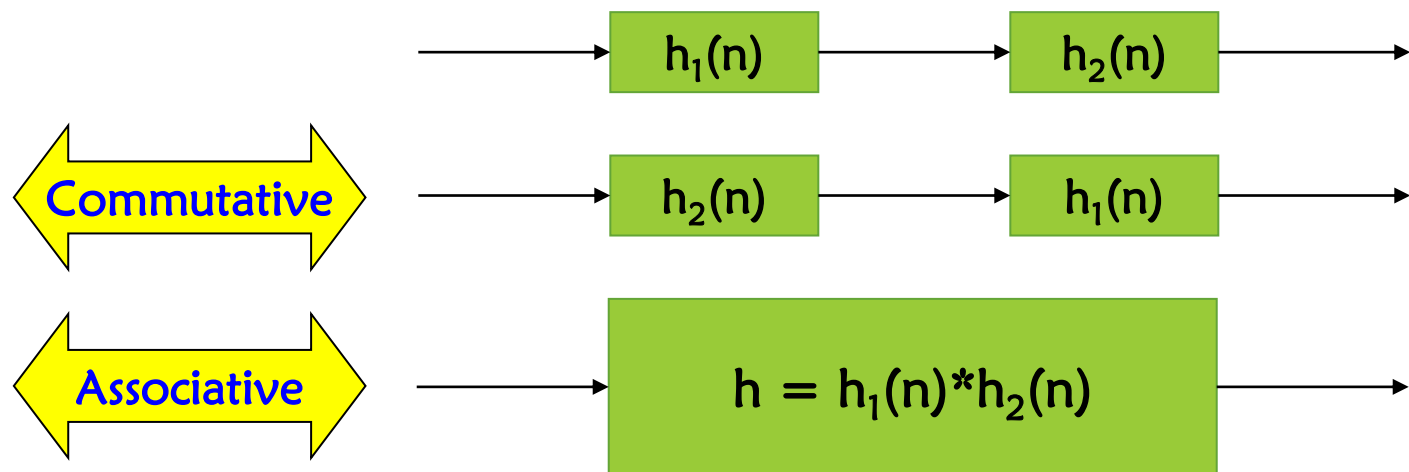 h₁(n) h₂(n)
Commutative h₂(n) h₁(n)
Associative h = h₁(n)*h₂(n)